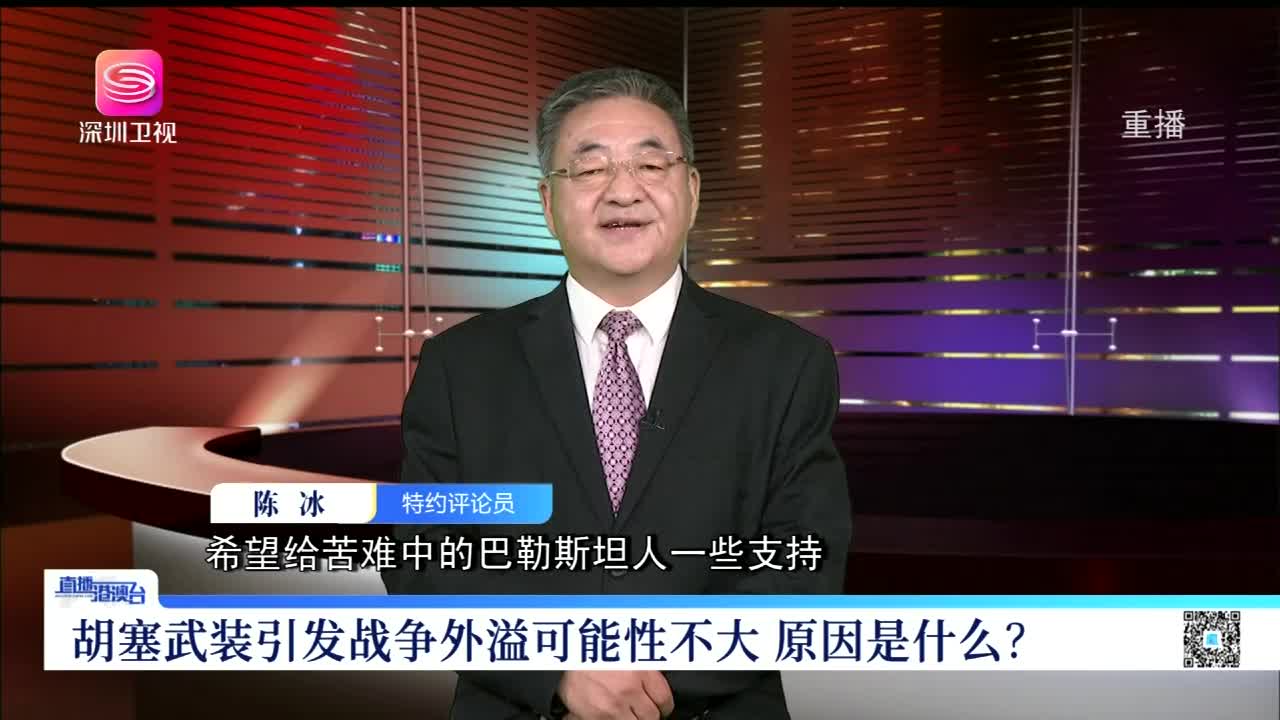 深圳卫视
重播
陈 冰
特约评论员
希望给苦难中的巴勒斯坦人一些支持
直播港澳台
胡塞武装引发战争外溢可能性不大 原因是什么?